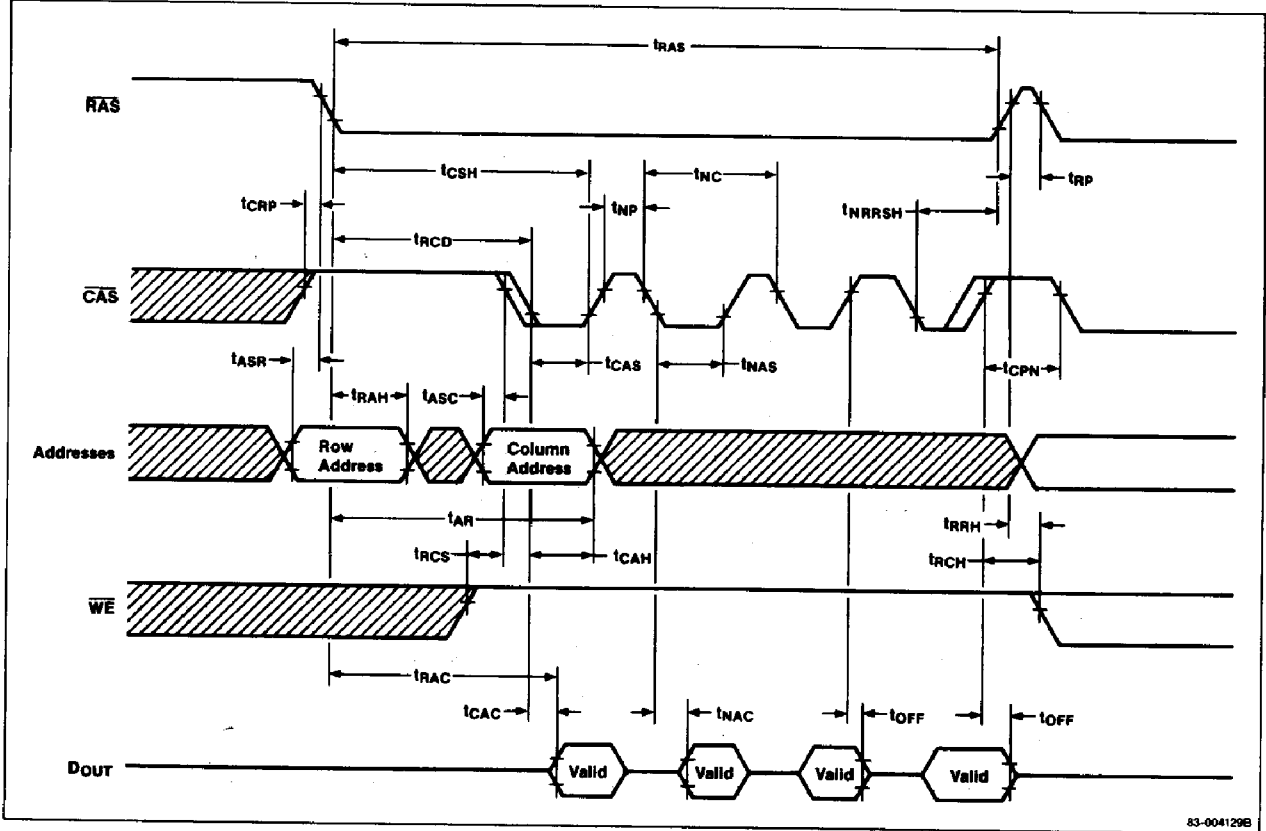 tRAS
RAS
tCSH
tNC
tRP
tCRP
tNP
tNRRSH
tRCD
CAS
tASR
tCAS
tNAS
tCPN
tRAH
tASC
Addresses
Row
Address
Column
Address
tAR
tRRH
tRCS
tCAH
tRCH
WE
tRAC
tCAC
tNAC
tOFF
tOFF
DOUT
Valid
Valid
Valid
Valid
83-004129B